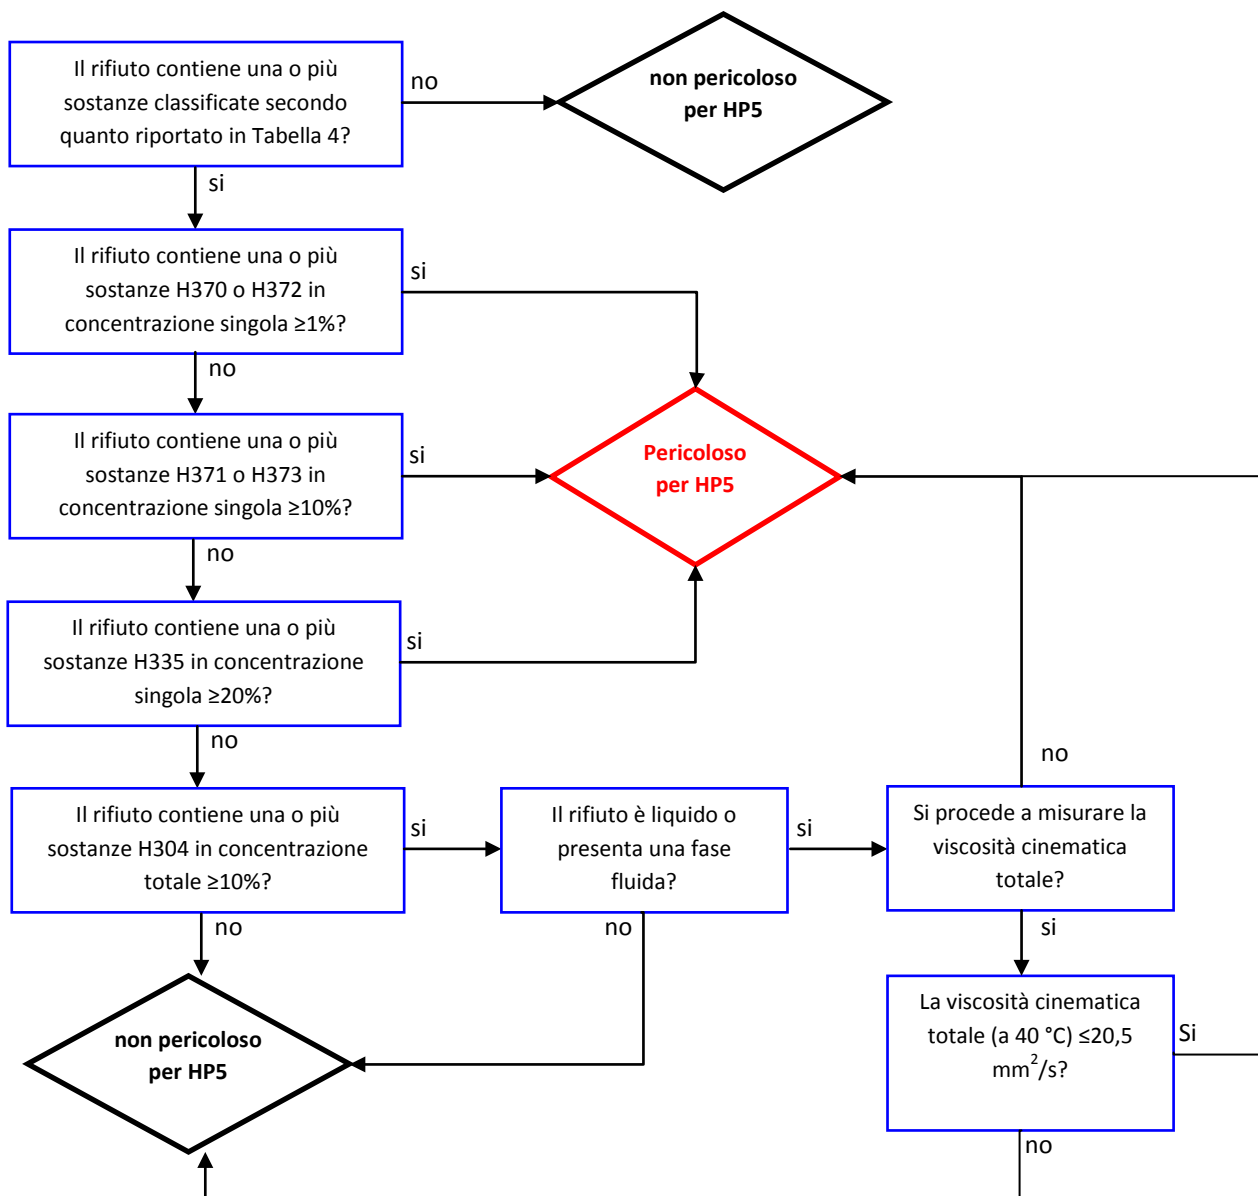 Il rifiuto contiene una o più
sostanze classificate secondo
quanto riportato in Tabella 4?
no
non pericoloso
per HP5
si
Il rifiuto contiene una o più
sostanze H370 o H372 in
concentrazione singola ≥1%?
si
no
Il rifiuto contiene una o più
sostanze H371 o H373 in
concentrazione singola ≥10%?
si
Pericoloso
per HP5
no
Il rifiuto contiene una o più
sostanze H335 in concentrazione
singola ≥20%?
si
no
no
Il rifiuto contiene una o più
sostanze H304 in concentrazione
totale ≥10%?
si
Il rifiuto è liquido o
presenta una fase
fluida?
si
Si procede a misurare la
viscosità cinematica
totale?
no
no
si
non pericoloso
per HP5
La viscosità cinematica
totale (a 40 °C) ≤20,5
mm²/s?
Si
no